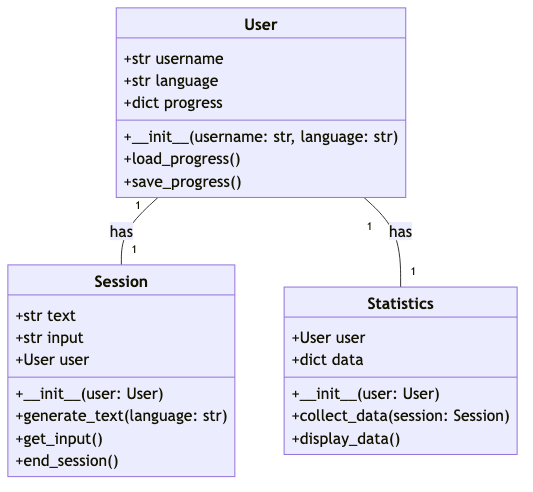 User
+str username
+str language
+dict progress
+__init__(username: str, language: str)
+load_progress()
+save_progress()
1
has
1
1
has
1
Session
+str text
+str input
+User user
+__init__(user: User)
+generate_text(language: str)
+get_input()
+end_session()
Statistics
+User user
+dict data
+__init__(user: User)
+collect_data(session: Session)
+display_data()